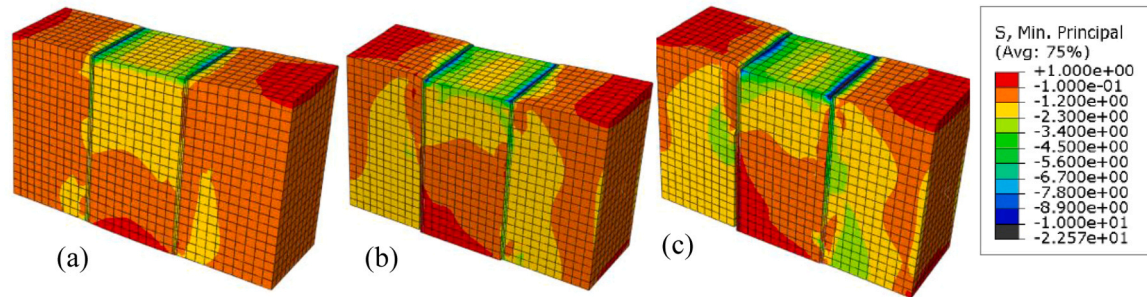 S, Min. Principal
(Avg: 75%)
+1.000e+00
-1.000e-01
-1.200e+00
-2.300e+00
-3.400e+00
-4.500e+00
-5.600e+00
-6.700e+00
-7.800e+00
-8.900e+00
-1.000e+01
-2.257e+01
(a)
(b)
(c)